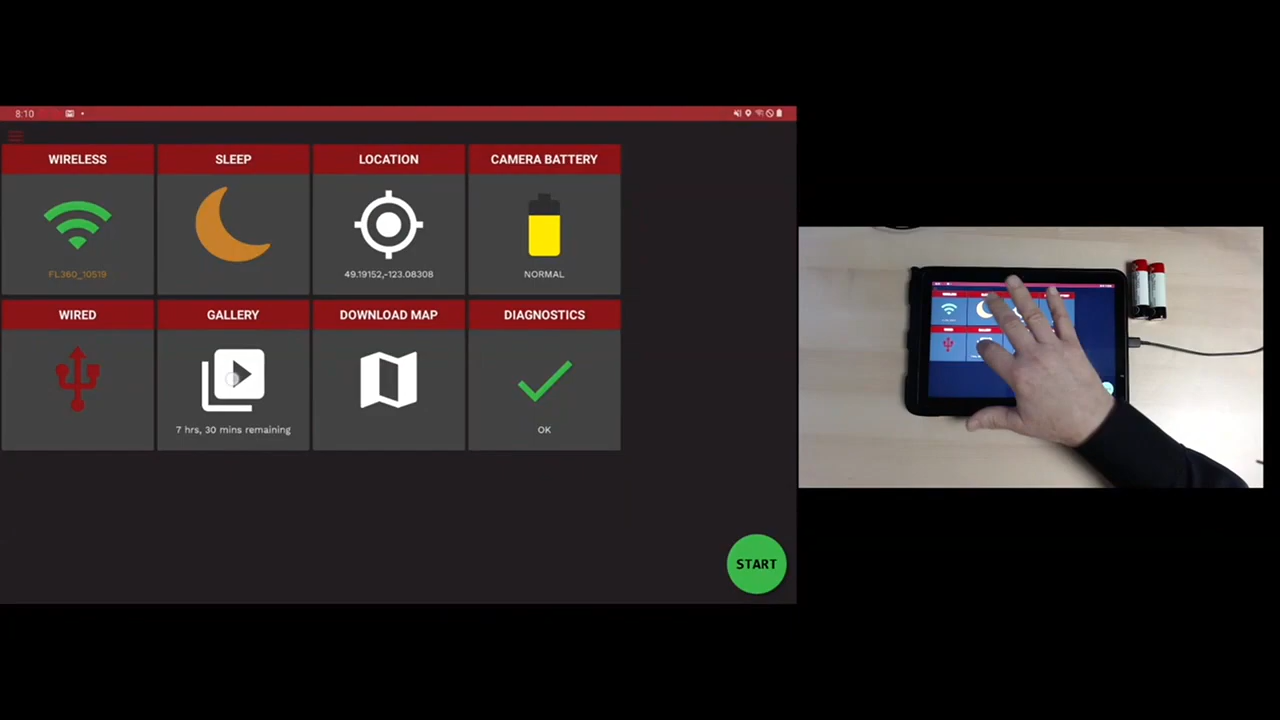 8:10
WIRELESS
SLEEP
LOCATION
CAMERA BATTERY
FL360_10519
49.19152,-123.08308
NORMAL
WIRED
GALLERY
DOWNLOAD MAP
DIAGNOSTICS
7 hrs, 30 mins remaining
OK
START